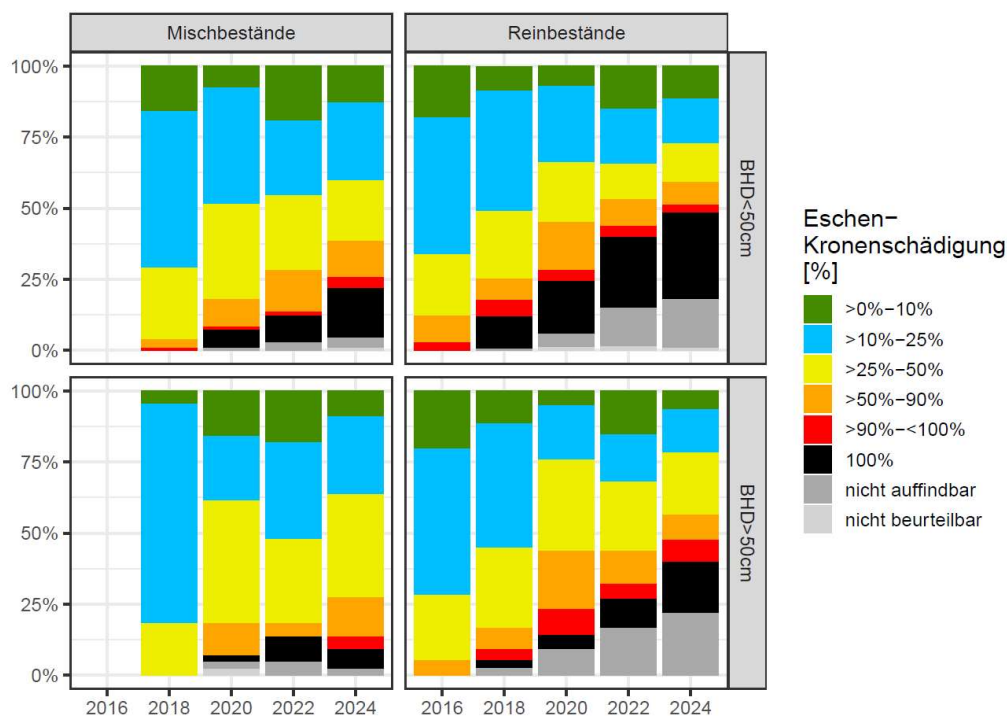 Mischbestände
Reinbestände
100%
75%
50%
25%
0%
BHD<50cm
100%
75%
50%
25%
0%
BHD>50cm
2016 2018 2020 2022 2024
2016 2018 2020 2022 2024
Eschen−
Kronenschädigung
[%]
>0%−10%
>10%−25%
>25%−50%
>50%−90%
>90%−<100%
100%
nicht auffindbar
nicht beurteilbar